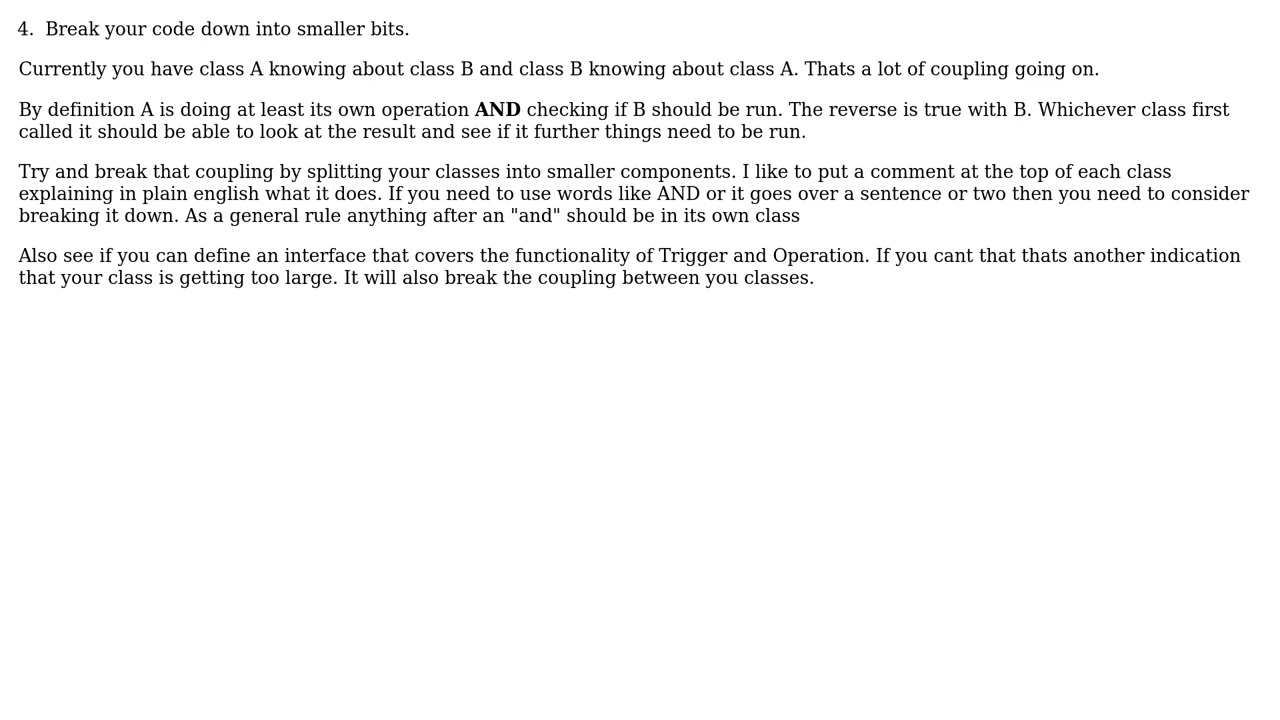 4. Break your code down into smaller bits.
Currently you have class A knowing about class B and class B knowing about class A. Thats a lot of coupling going on.
By definition A is doing at least its own operation AND checking if B should be run. The reverse is true with B. Whichever class first
called it should be able to look at the result and see if it further things need to be run.
Try and break that coupling by splitting your classes into smaller components. I like to put a comment at the top of each class
explaining in plain english what it does. If you need to use words like AND or it goes over a sentence or two then you need to consider
breaking it down. As a general rule anything after an "and" should be in its own class
Also see if you can define an interface that covers the functionality of Trigger and Operation. If you cant that thats another indication
that your class is getting too large. It will also break the coupling between you classes.